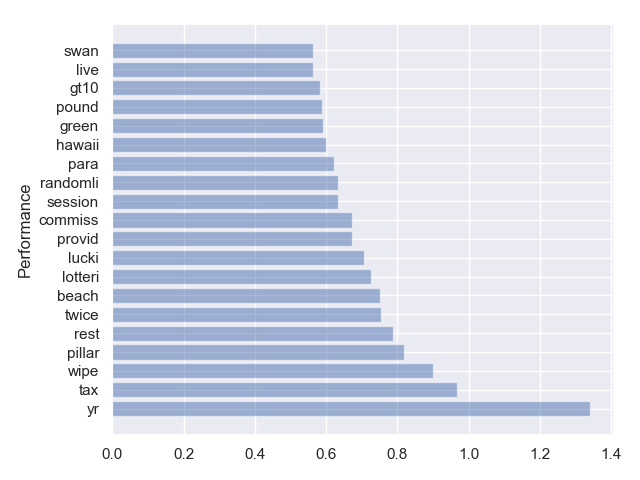 swan
live
gt10
pound
green
hawaii
para
randomli
session
commiss
provid
lucki
lotteri
beach
twice
rest
pillar
wipe
tax
yr
Performance
0.0 0.2 0.4 0.6 0.8 1.0 1.2 1.4